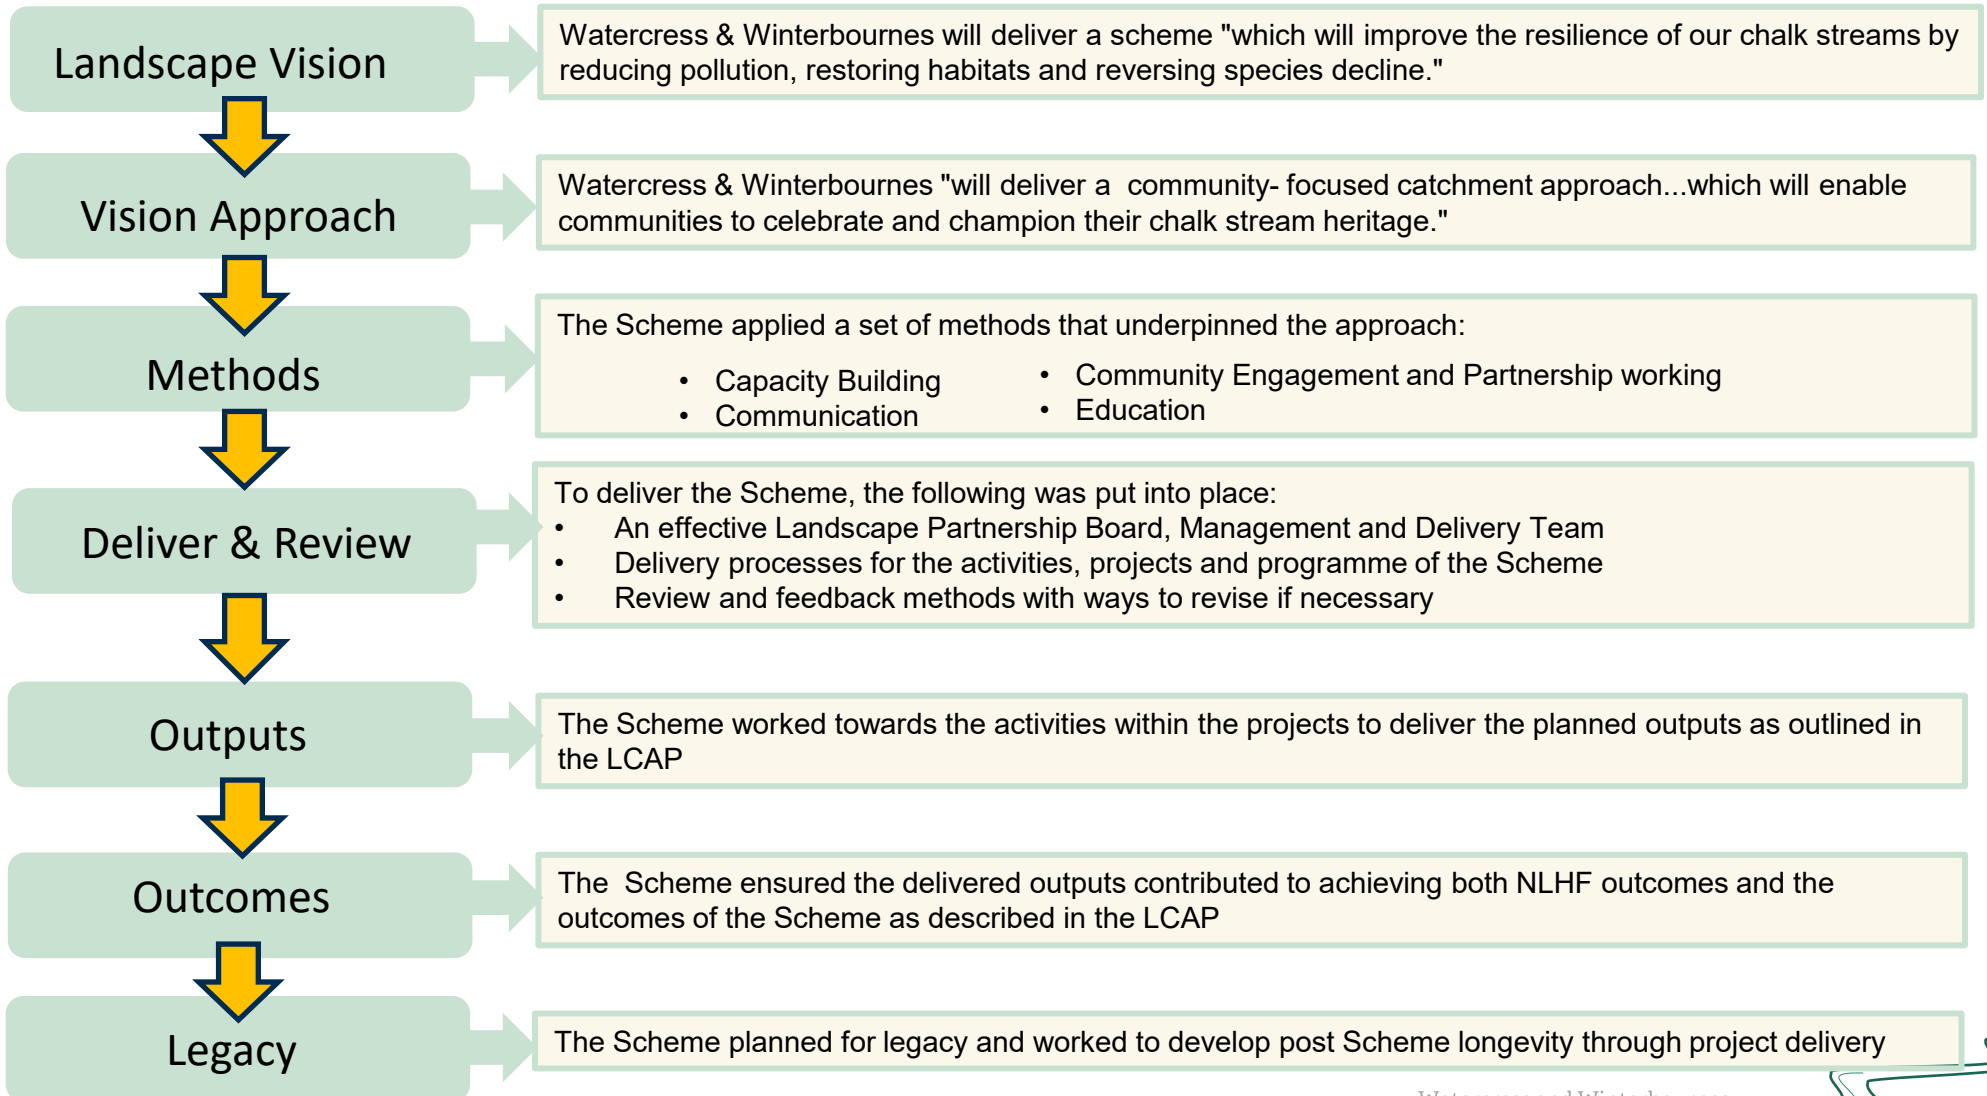 Landscape Vision
Watercress & Winterbournes will deliver a scheme "which will improve the resilience of our chalk streams by
reducing pollution, restoring habitats and reversing species decline."
Vision Approach
Watercress & Winterbournes "will deliver a  community- focused catchment approach...which will enable
communities to celebrate and champion their chalk stream heritage."
Methods
The Scheme applied a set of methods that underpinned the approach:
• Capacity Building
• Communication
• Community Engagement and Partnership working
• Education
Deliver & Review
To deliver the Scheme, the following was put into place:
• An effective Landscape Partnership Board, Management and Delivery Team
• Delivery processes for the activities, projects and programme of the Scheme
• Review and feedback methods with ways to revise if necessary
Outputs
The Scheme worked towards the activities within the projects to deliver the planned outputs as outlined in
the LCAP
Outcomes
The  Scheme ensured the delivered outputs contributed to achieving both NLHF outcomes and the
outcomes of the Scheme as described in the LCAP
Legacy
The Scheme planned for legacy and worked to develop post Scheme longevity through project delivery